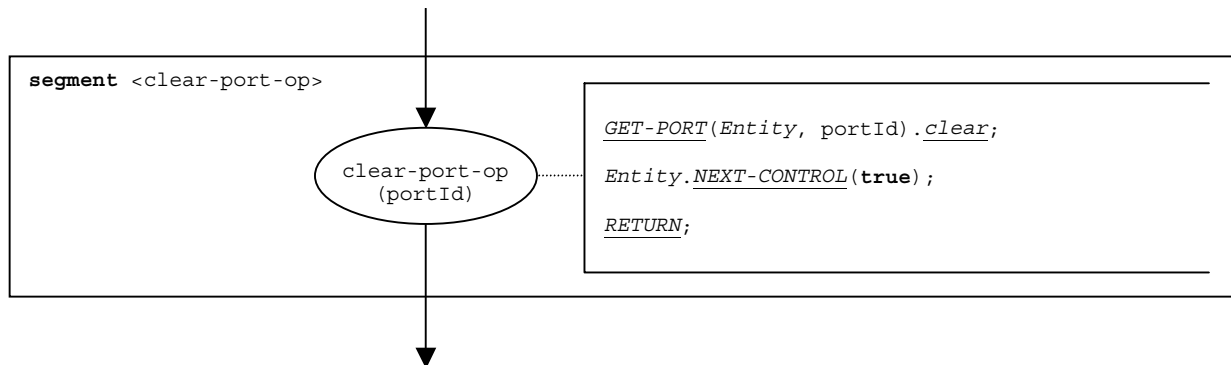 segment <clear-port-op>
clear-port-op
(portId)
GET-PORT(Entity, portId).clear;
Entity.NEXT-CONTROL(true);
RETURN;